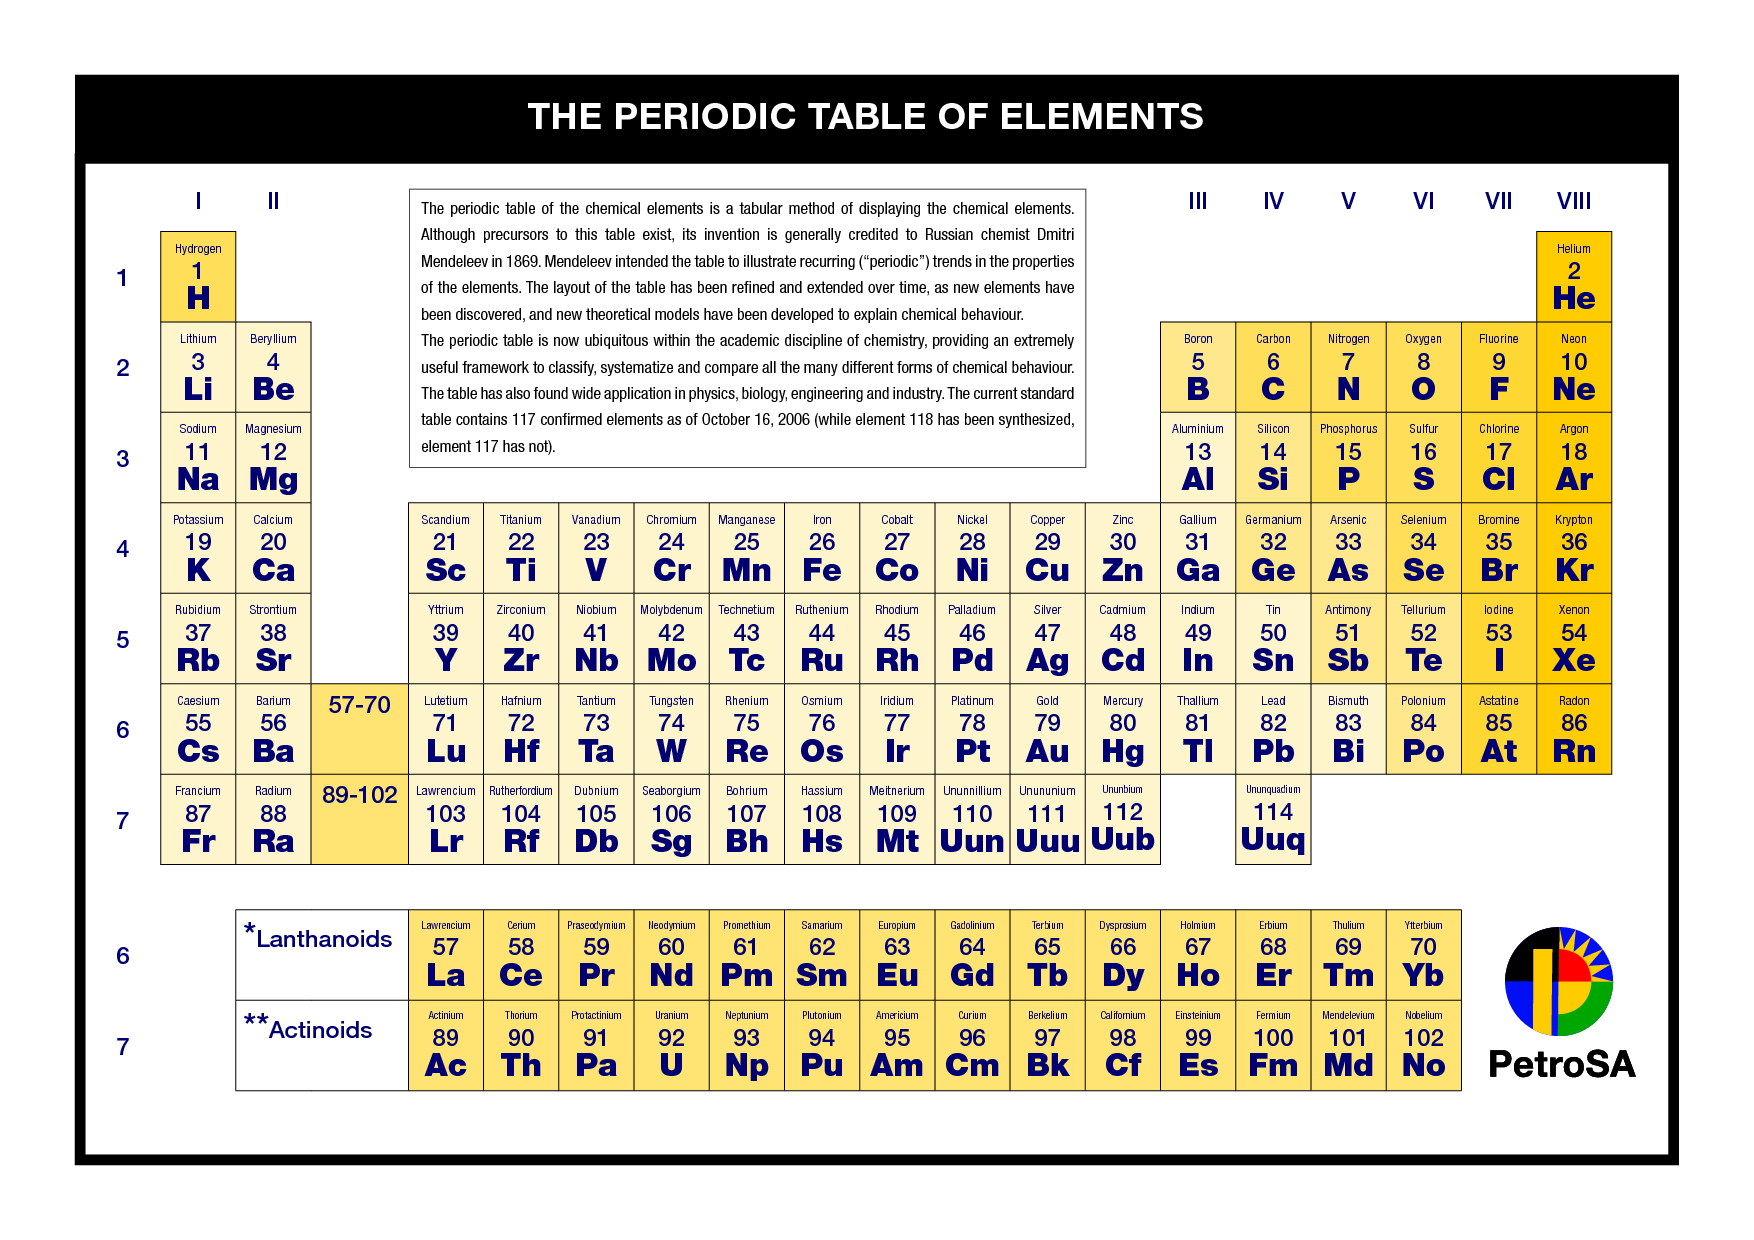 THE PERIODIC TABLE OF ELEMENTS
I II III IV V VI VII VIII
The periodic table of the chemical elements is a tabular method of displaying the chemical elements.
Although precursors to this table exist, its invention is generally credited to Russian chemist Dmitri
Mendeleev in 1869. Mendeleev intended the table to illustrate recurring (“periodic”) trends in the properties
of the elements. The layout of the table has been refined and extended over time, as new elements have
been discovered, and new theoretical models have been developed to explain chemical behaviour.
The periodic table is now ubiquitous within the academic discipline of chemistry, providing an extremely
useful framework to classify, systematize and compare all the many different forms of chemical behaviour.
The table has also found wide application in physics, biology, engineering and industry. The current standard
table contains 117 confirmed elements as of October 16, 2006 (while element 118 has been synthesized,
element 117 has not).
Hydrogen Helium
1 1 2
H He
Lithium Beryllium Boron Carbon Nitrogen Oxygen Fluorine Neon
2 3 4 5 6 7 8 9 10
Li Be B C N O F Ne
Sodium Magnesium Aluminium Silicon Phosphorus Sulfur Chlorine Argon
3 11 12 13 14 15 16 17 18
Na Mg Al Si P S Cl Ar
Potassium Calcium Scandium Titanium Vanadium Chromium Manganese Iron Cobalt Nickel Copper Zinc Gallium Germanium Arsenic Selenium Bromine Krypton
4 19 20 21 22 23 24 25 26 27 28 29 30 31 32 33 34 35 36
K Ca Sc Ti V Cr Mn Fe Co Ni Cu Zn Ga Ge As Se Br Kr
Rubidium Strontium Yttrium Zirconium Niobium Molybdenum Technetium Ruthenium Rhodium Palladium Silver Cadmium Indium Tin Antimony Tellurium Iodine Xenon
5 37 38 39 40 41 42 43 44 45 46 47 48 49 50 51 52 53 54
Rb Sr Y Zr Nb Mo Tc Ru Rh Pd Ag Cd In Sn Sb Te I Xe
Caesium Barium 57-70 Lutetium Hafnium Tantium Tungsten Rhenium Osmium Iridium Platinum Gold Mercury Thallium Lead Bismuth Polonium Astatine Radon
6 55 56 71 72 73 74 75 76 77 78 79 80 81 82 83 84 85 86
Cs Ba Lu Hf Ta W Re Os Ir Pt Au Hg Tl Pb Bi Po At Rn
Francium Radium 89-102 Lawrencium Rutherfordium Dubnium Seaborgium Bohrium Hassium Meitnerium Ununnillium Unununium Ununbium Ununquadium
7 87 88 103 104 105 106 107 108 109 110 111 112 114
Fr Ra Lr Rf Db Sg Bh Hs Mt Uun Uuu Uub Uuq
*Lanthanoids Lawrencium Cerium Praseodymium Neodymium Promethium Samarium Europium Gadolinium Terbium Dysprosium Holmium Erbium Thulium Ytterbium
6 57 58 59 60 61 62 63 64 65 66 67 68 69 70
La Ce Pr Nd Pm Sm Eu Gd Tb Dy Ho Er Tm Yb
**Actinoids Actinium Thorium Protactinium Uranium Neptunium Plutonium Americium Curium Berkelium Californium Einsteinium Fermium Mendelevium Nobelium
7 89 90 91 92 93 94 95 96 97 98 99 100 101 102
Ac Th Pa U Np Pu Am Cm Bk Cf Es Fm Md No
PetroSA